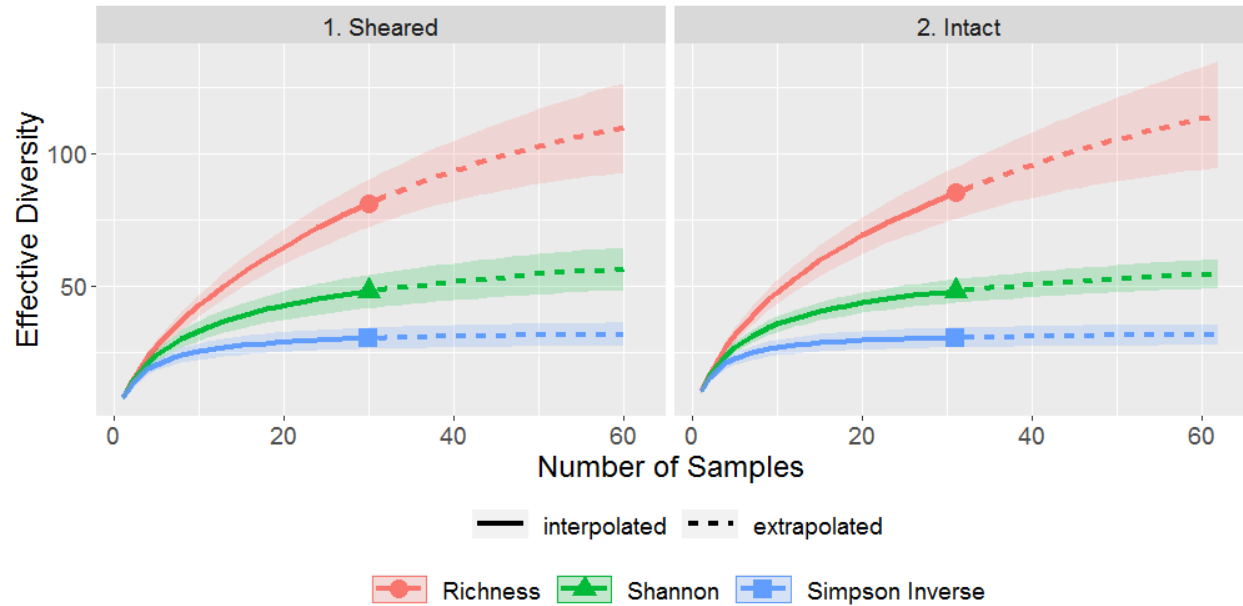 1. Sheared
2. Intact
Effective Diversity
100
50
0 20 40 60 0 20 40 60
Number of Samples
interpolated extrapolated
Richness Shannon Simpson Inverse